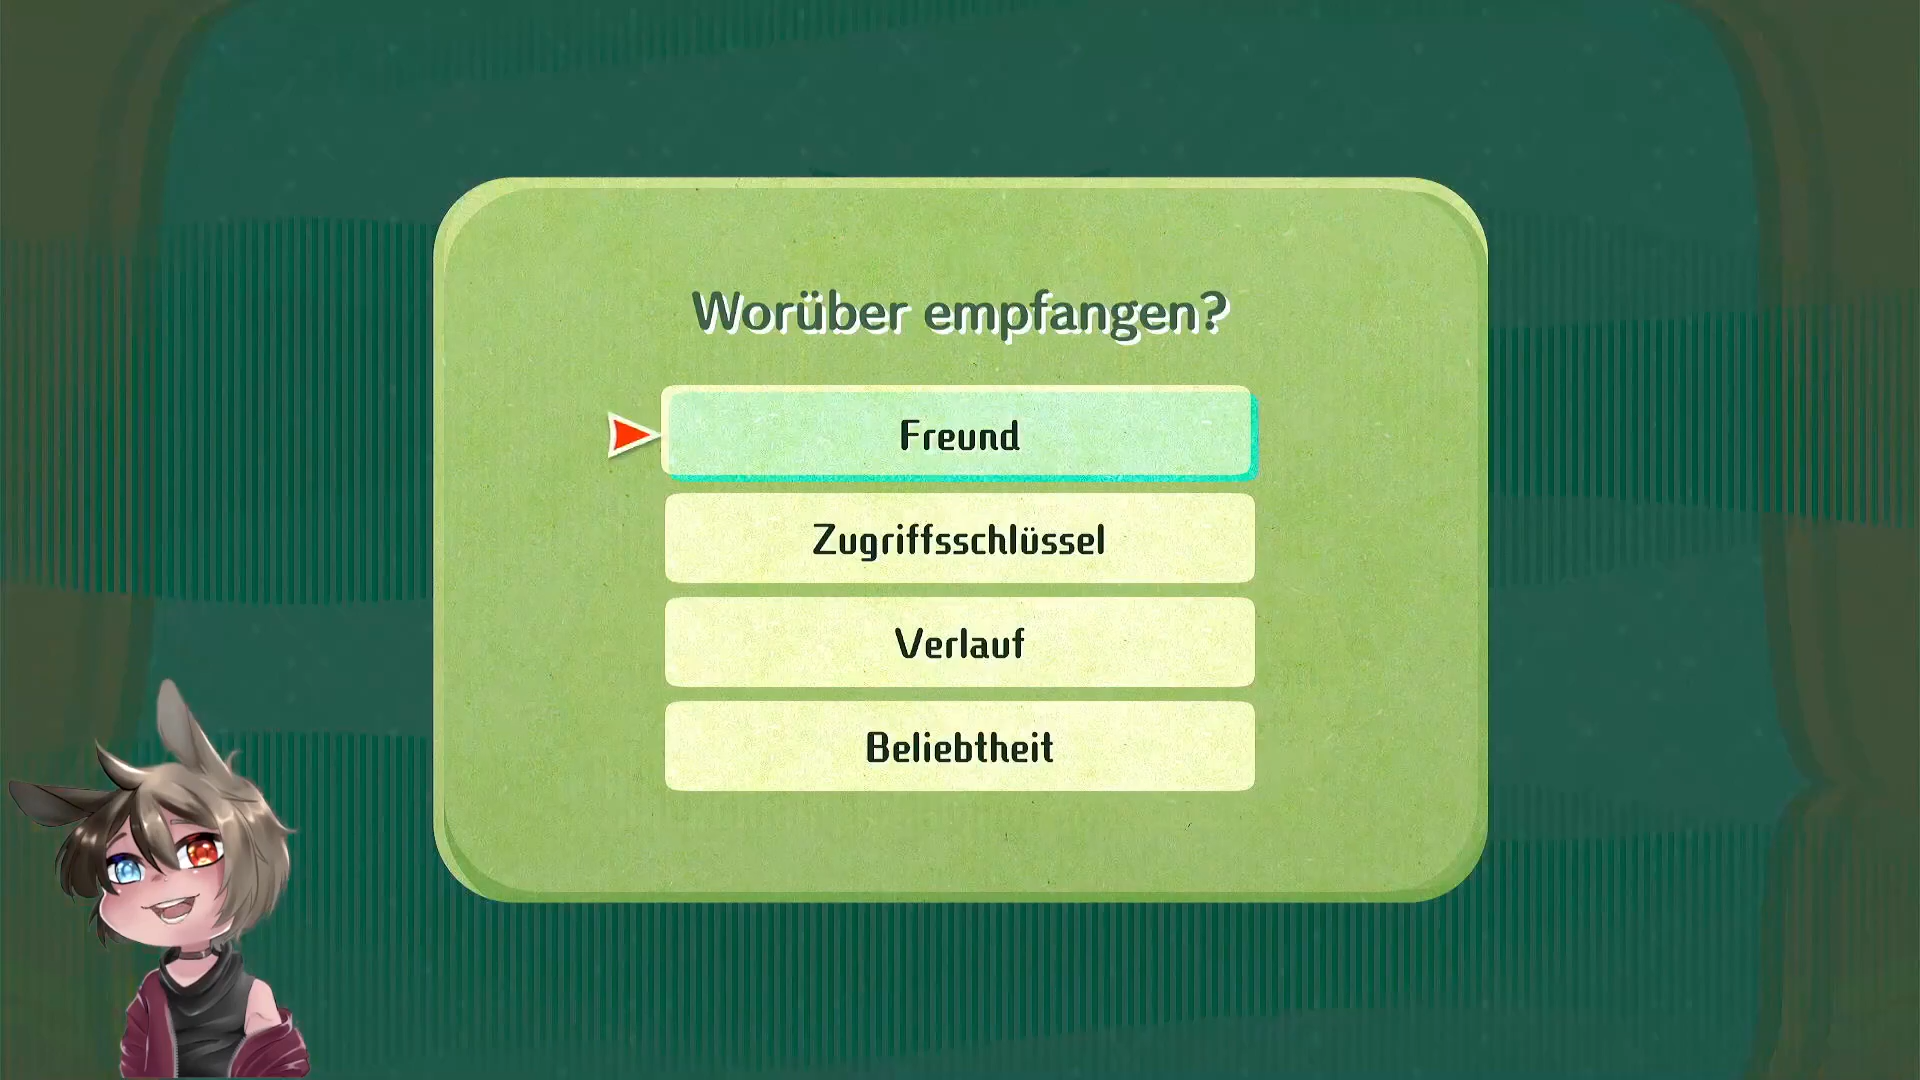 Worüber empfangen?
Freund
Zugriffsschlüssel
Verlauf
Beliebtheit